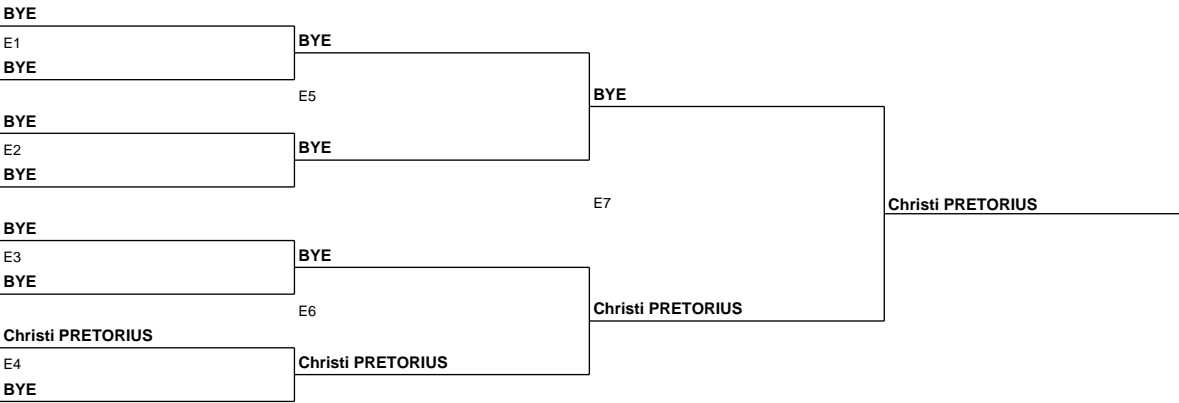 BYE
E1
BYE
BYE
E5
BYE
BYE
E2
BYE
BYE
E7
Christi PRETORIUS
BYE
E3
BYE
BYE
E6
Christi PRETORIUS
Christi PRETORIUS
E4
Christi PRETORIUS
BYE